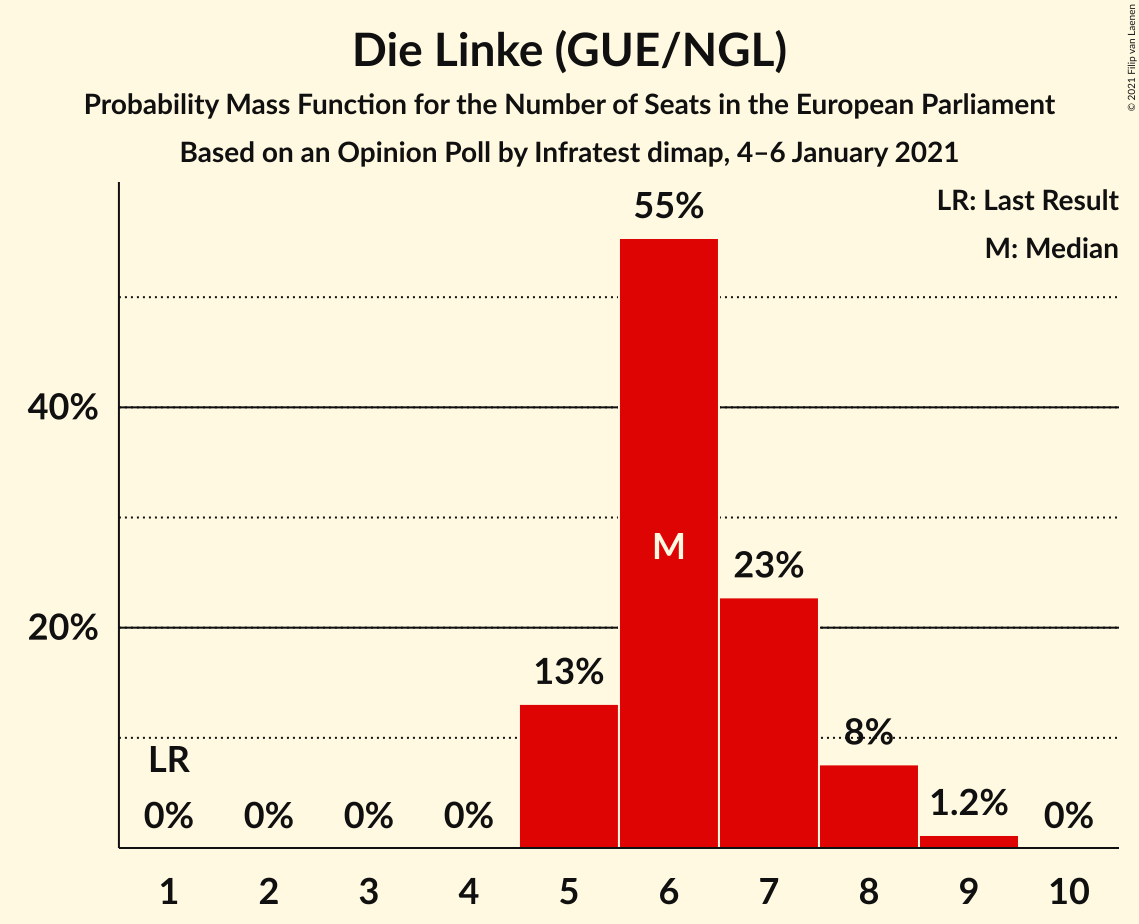 Die Linke (GUE/NGL)
Probability Mass Function for the Number of Seats in the European Parliament
Based on an Opinion Poll by Infratest dimap, 4–6 January 2021
© 2021 Filip van Laenen
LR: Last Result
M: Median
55%
40%
M
23%
20%
13%
8%
LR
1.2%
0% 0% 0% 0% 0%
1 2 3 4 5 6 7 8 9 10